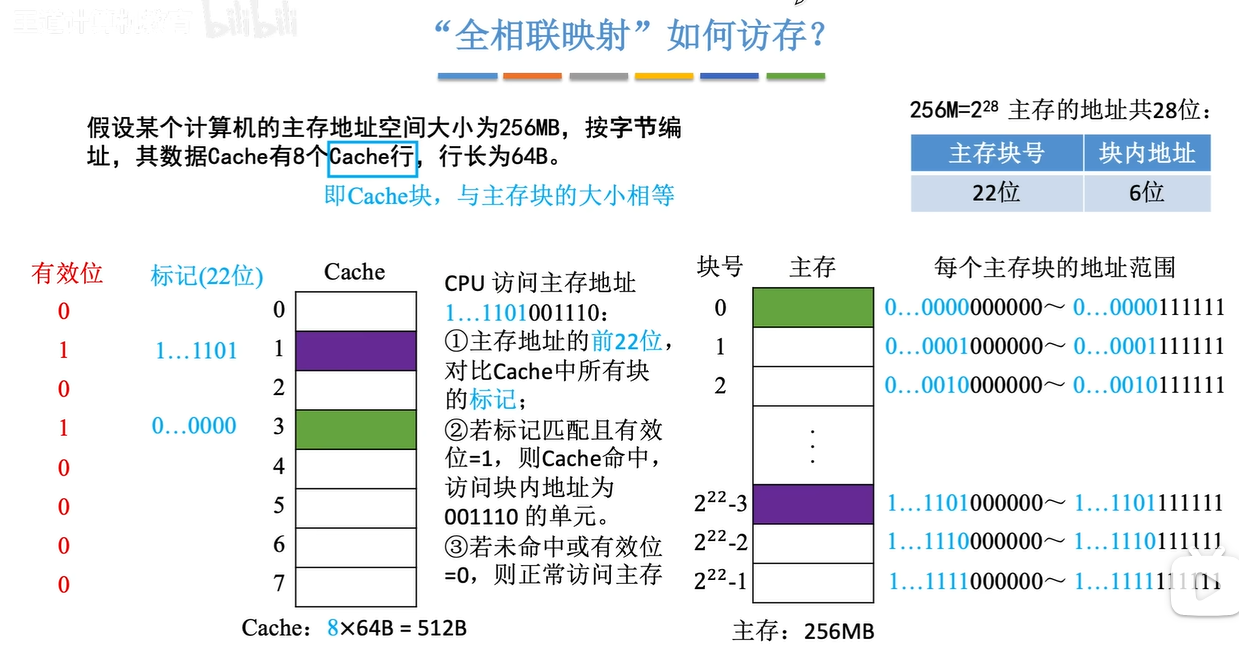 bilibili
“全相联映射”如何访存？
假设某个计算机的主存地址空间大小为256MB，按字节编
址，其数据Cache有8个Cache行，行长为64B。
即Cache块，与主存块的大小相等
256M=2²⁸ 主存的地址共28位：
主存块号 块内地址
22位 6位
有效位 标记(22位) Cache
0 0
1 1…1101 1
0 2
1 0…0000 3
0 4
0 5
0 6
0 7
Cache：8×64B = 512B
CPU 访问主存地址
1…1101001110：
①主存地址的前22位，
对比Cache中所有块
的标记；
②若标记匹配且有效
位=1，则Cache命中，
访问块内地址为
001110 的单元。
③若未命中或有效位
=0，则正常访问主存
块号 主存 每个主存块的地址范围
0 0…0000000000～ 0…0000111111
1 0…0001000000～ 0…0001111111
2 0…0010000000～ 0…0010111111
⋮
2²²-3 1…1101000000～ 1…1101111111
2²²-2 1…1110000000～ 1…1110111111
2²²-1 1…1111000000～ 1…1111111111
主存：256MB